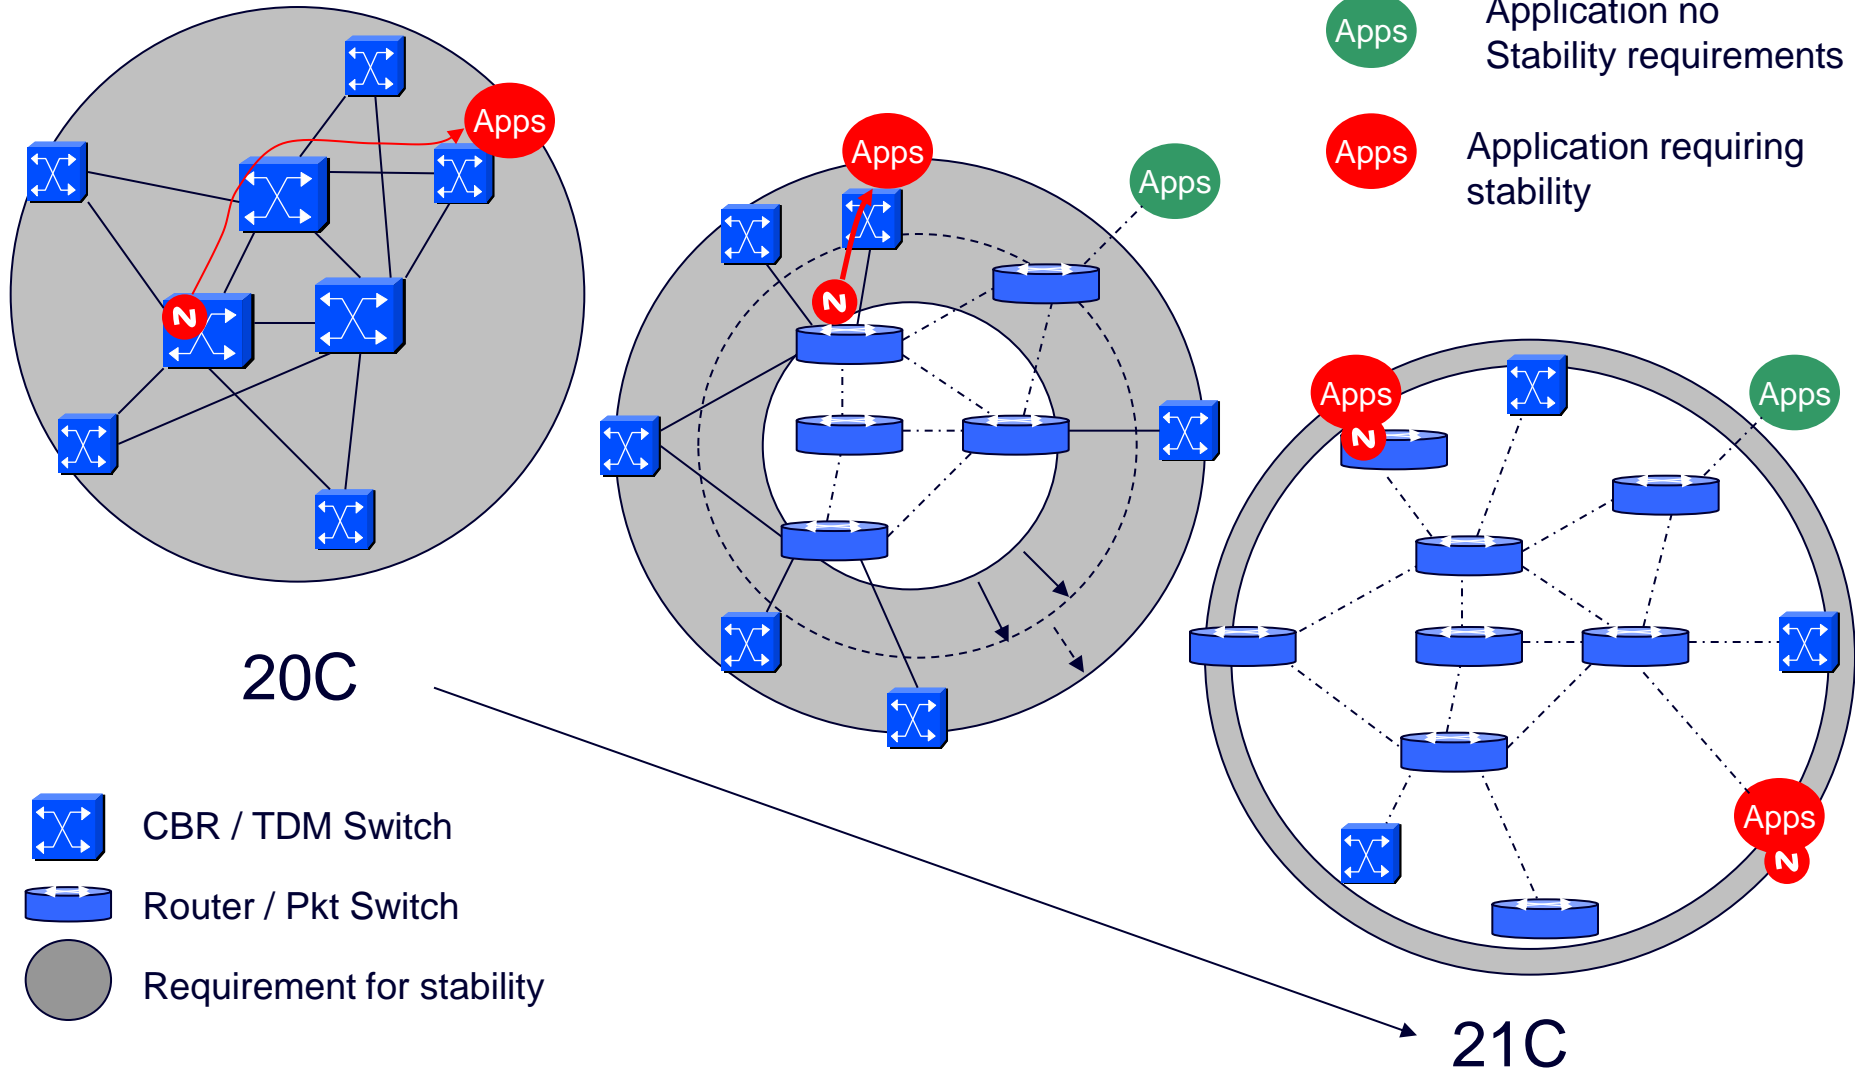 Application no
Stability requirements
Apps
Apps
Application requiring
stability
Apps
Apps
Apps
Apps
Apps
Apps
20C
CBR / TDM Switch
Router / Pkt Switch
Requirement for stability
21C